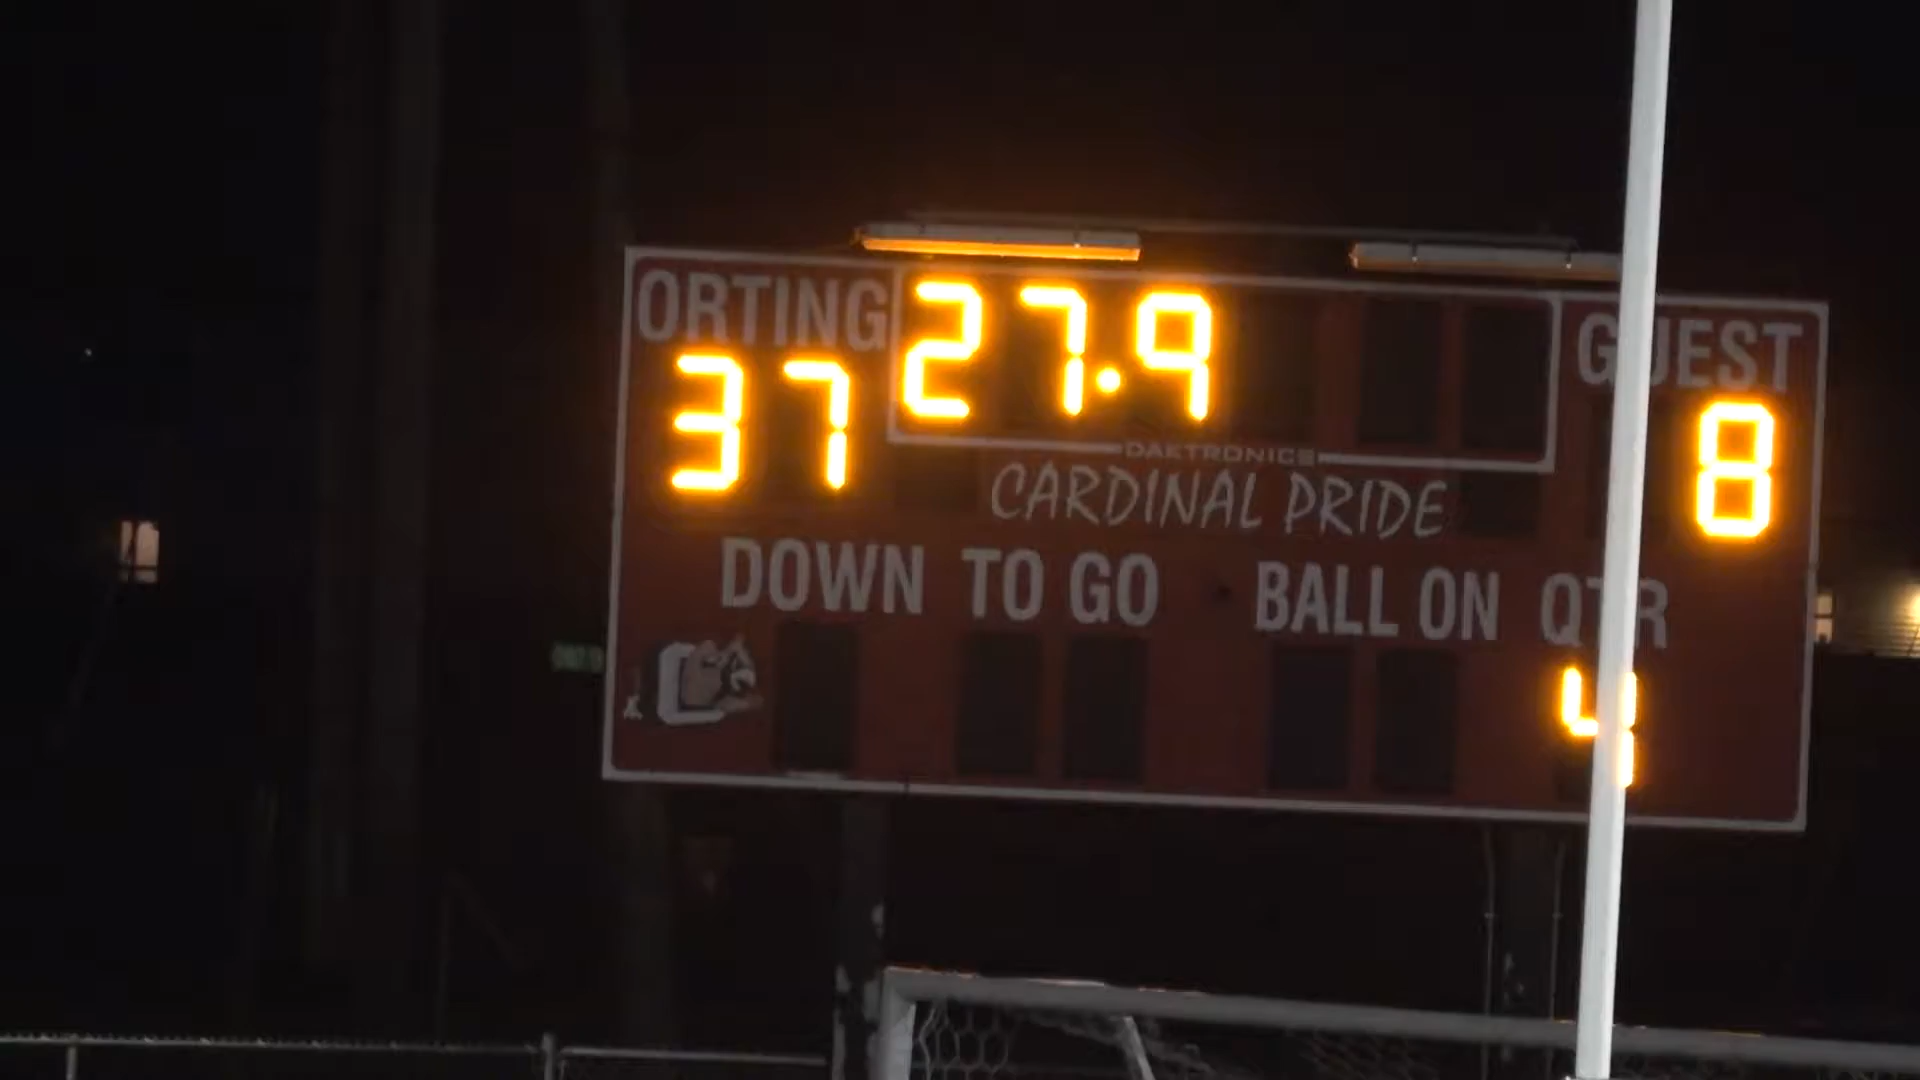 ORTING 27.9 GUEST
37 8
DAKTRONICS
CARDINAL PRIDE
DOWN TO GO BALL ON QTR
4